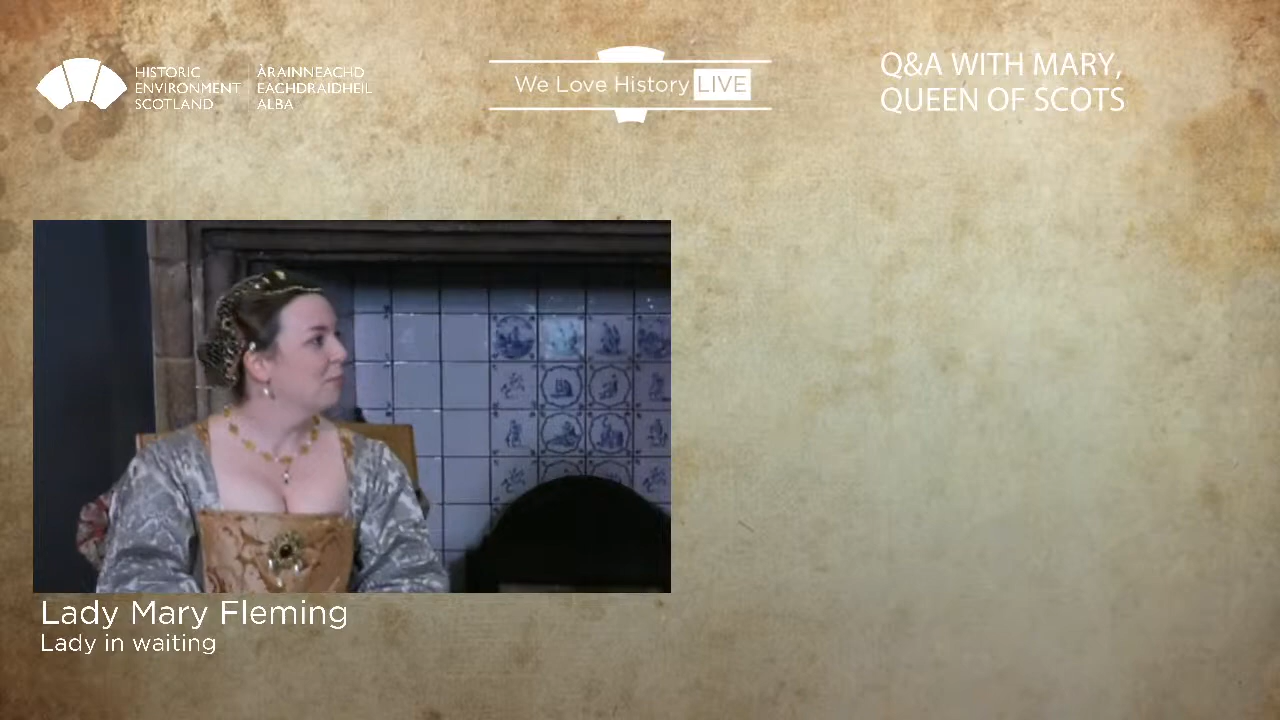 HISTORIC
ENVIRONMENT
SCOTLAND
ÀRAINNEACHD
EACHDRAIDHEIL
ALBA
We Love History LIVE
Q&A WITH MARY,
QUEEN OF SCOTS
Lady Mary Fleming
Lady in waiting